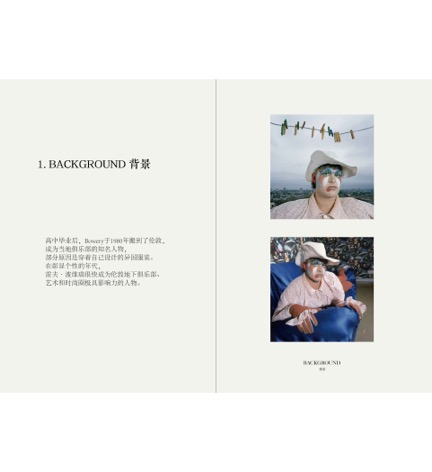 1. BACKGROUND 背景
高中毕业后，Bowery于1980年搬到了伦敦，
成为当地俱乐部的知名人物，
部分原因是穿着自己设计的异国服装。
在彰显个性的年代，
雷夫·波维瑞很快成为伦敦地下俱乐部、
艺术和时尚圈极具影响力的人物。
BACKGROUND
背景